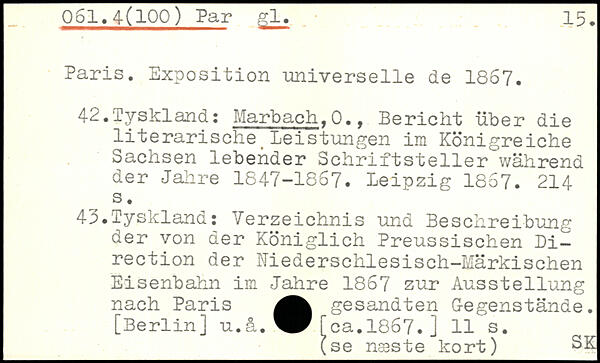 061.4(100) Par gl. 15.
Paris. Exposition universelle de 1867.
42.Tyskland: Marbach,O., Bericht über die
literarische Leistungen im Königreiche
Sachsen lebender Schriftsteller während
der Jahre 1847-1867. Leipzig 1867. 214
s.
43.Tyskland: Verzeichnis und Beschreibung
der von der Königlich Preussischen Di-
rection der Niederschlesisch-Märkischen
Eisenbahn im Jahre 1867 zur Ausstellung
nach Paris gesandten Gegenstände.
[Berlin] u.å. [ca.1867.] 11 s.
(se næste kort) SK